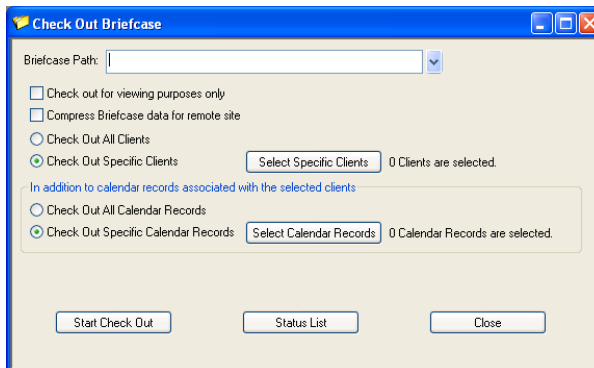 Check Out Briefcase
Briefcase Path:
Check out for viewing purposes only
Compress Briefcase data for remote site
Check Out All Clients
Check Out Specific Clients Select Specific Clients 0 Clients are selected.
In addition to calendar records associated with the selected clients
Check Out All Calendar Records
Check Out Specific Calendar Records Select Calendar Records 0 Calendar Records are selected.
Start Check Out Status List Close